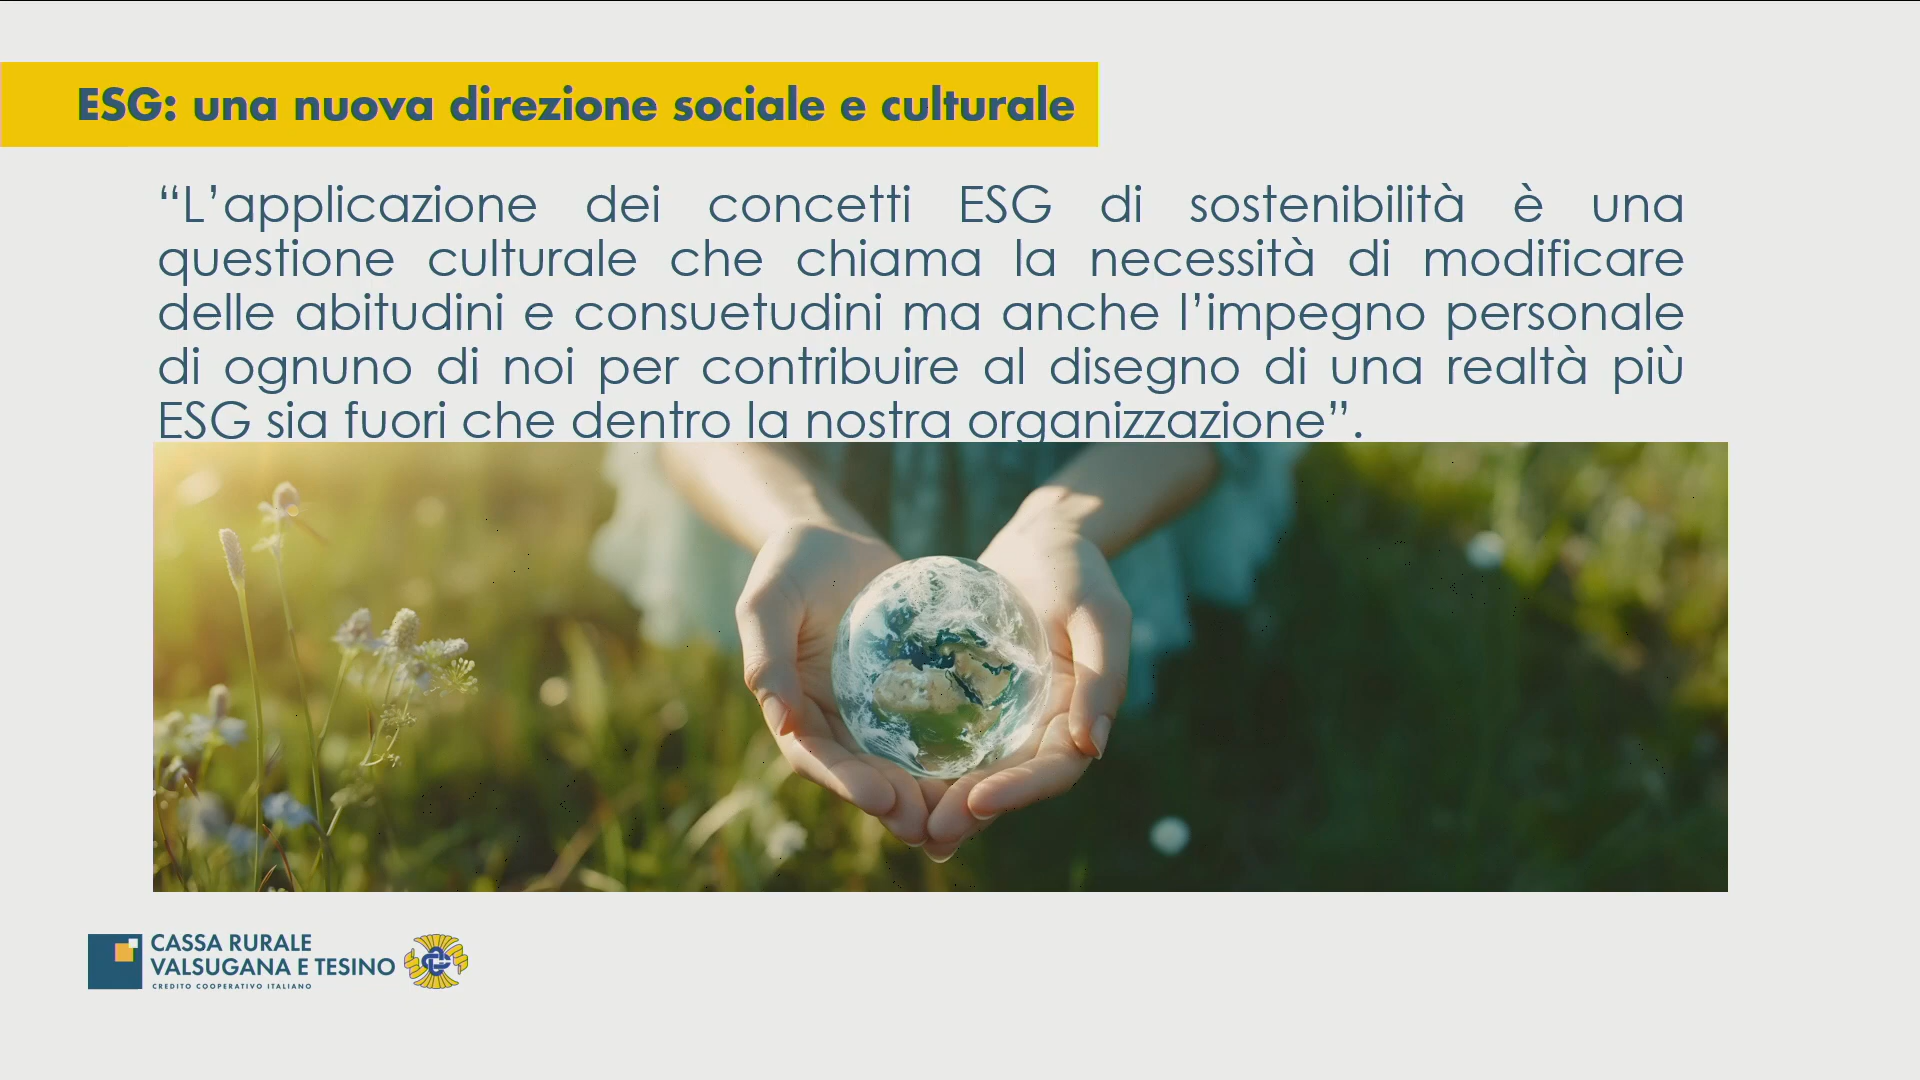 ESG: una nuova direzione sociale e culturale
“L’applicazione dei concetti ESG di sostenibilità è una
questione culturale che chiama la necessità di modificare
delle abitudini e consuetudini ma anche l’impegno personale
di ognuno di noi per contribuire al disegno di una realtà più
ESG sia fuori che dentro la nostra organizzazione”.
CASSA RURALE
VALSUGANA E TESINO
CREDITO COOPERATIVO ITALIANO